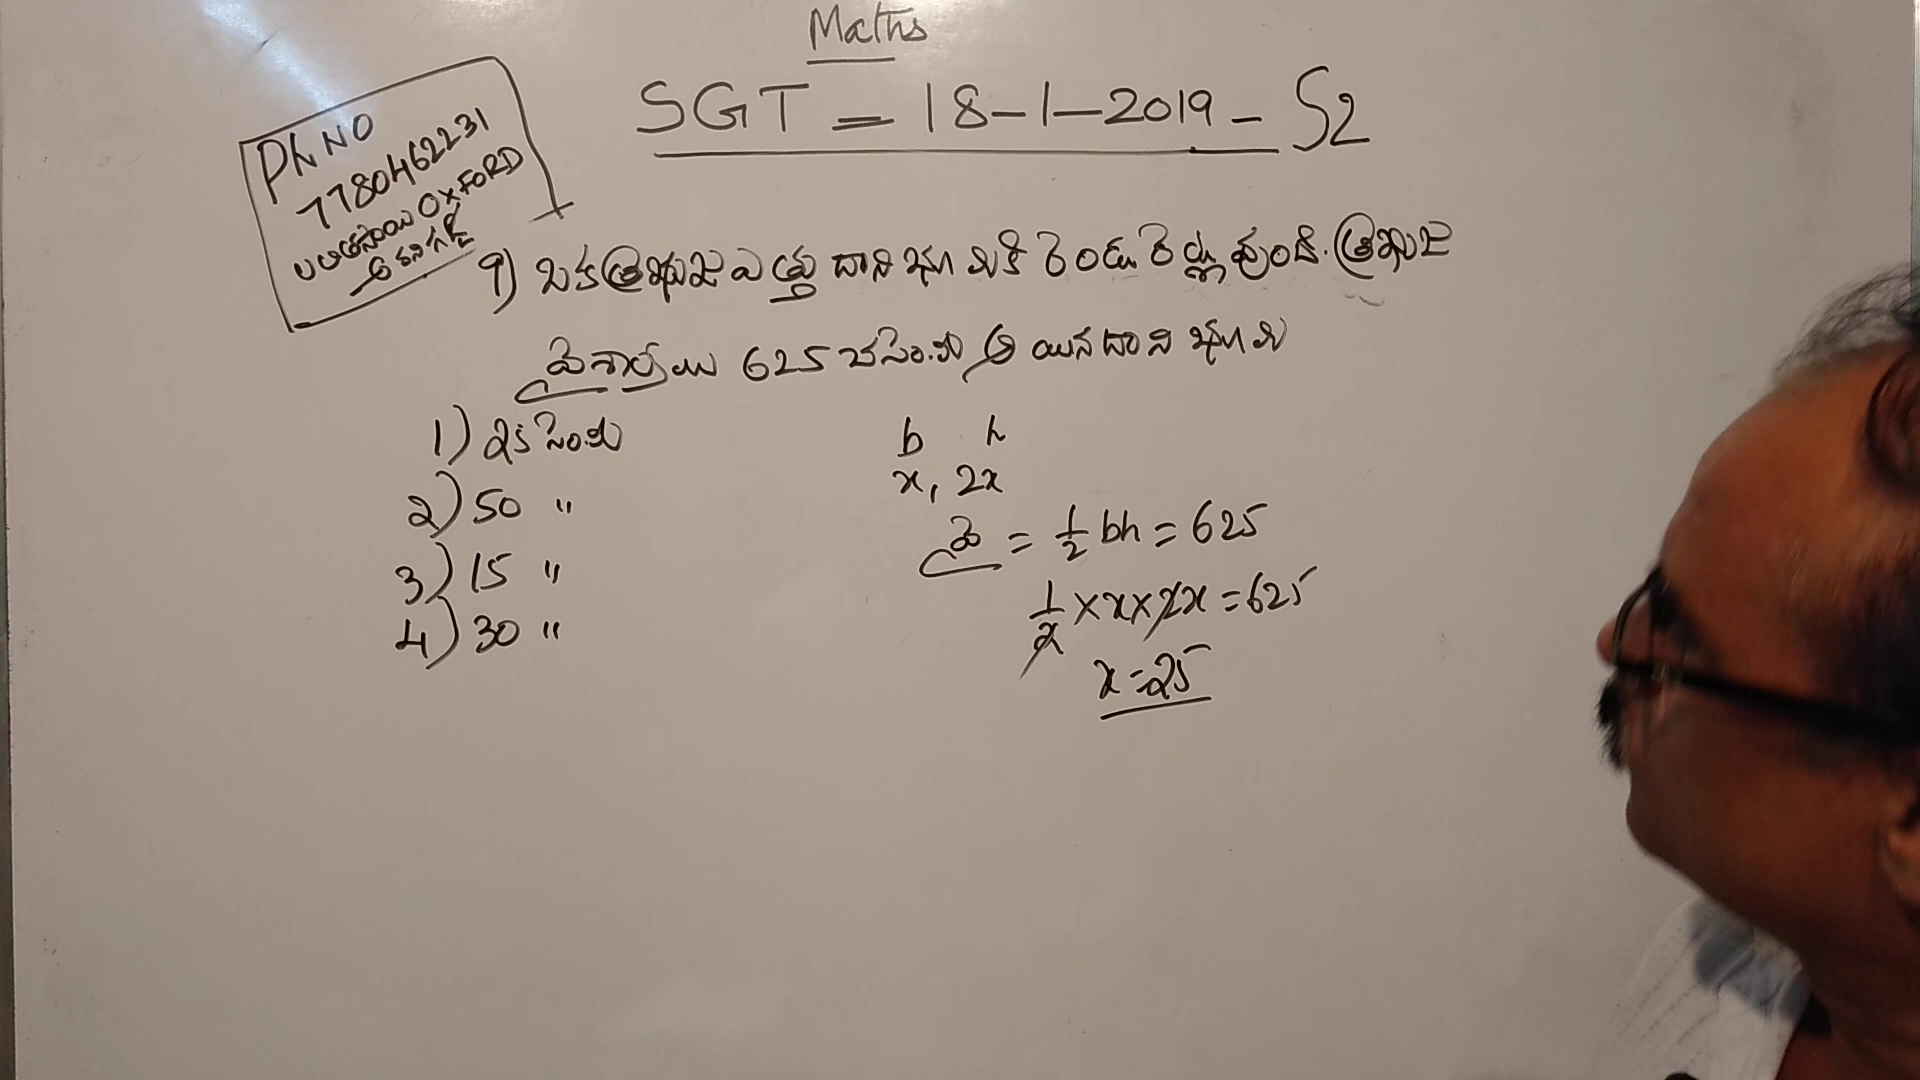 Maths
SGT = 18-1-2019 - S2
Ph NO
7780462231
OXFORD
9) ఒక త్రిభుజ ఎత్తు దాని భూమికి రెండు రెట్లు వుంది. త్రిభుజ
వైశాల్యము 625 చ సెం.మీ అయిన దాని భూమి
1) 25 సెం.మీ
2) 50 "
3) 15 "
4) 30 "
b h
x, 2x
వై = 1/2 bh = 625
1/2 × x × 2x = 625
x = 25